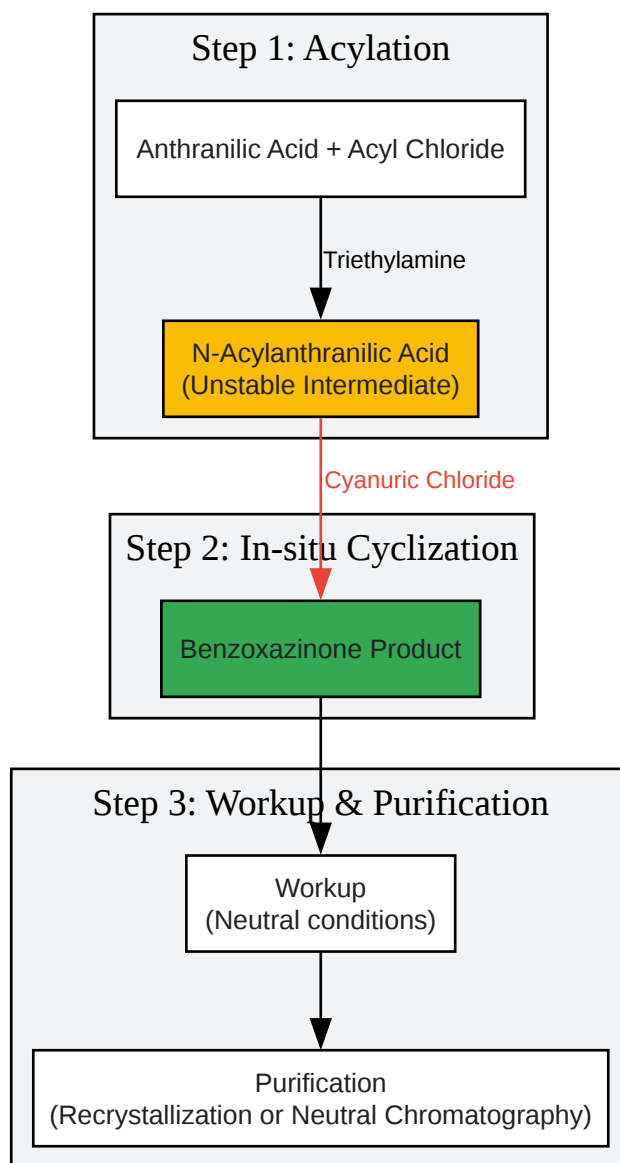 Step 1: Acylation
Anthranilic Acid + Acyl Chloride
Triethylamine
N-Acylanthranilic Acid
(Unstable Intermediate)
Cyanuric Chloride
Step 2: In-situ Cyclization
Benzoxazinone Product
Step 3: Workup & Purification
Workup
(Neutral conditions)
Purification
(Recrystallization or Neutral Chromatography)